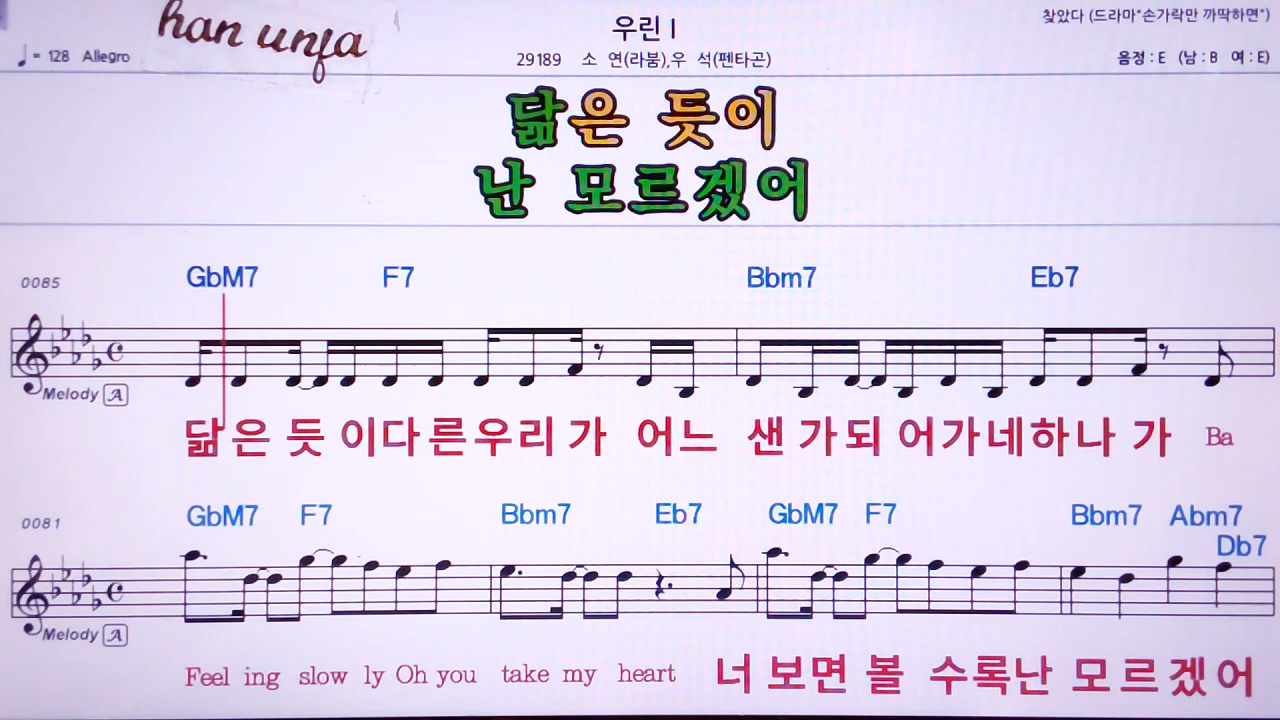 han unja
우린 I
찾았다 (드라마"손가락만 까딱하면")
♩= 128 Allegro
29189 소 연(라붐),우 석(펜타곤)
음정 : E (남 : B 여 : E)
닮은 듯이
난 모르겠어
0085
GbM7 F7 Bbm7 Eb7
Melody A
닮 은 듯 이다 른우리 가 어느 샌 가되 어가네하나 가 Ba
0081
GbM7 F7 Bbm7 Eb7 GbM7 F7 Bbm7 Abm7
Db7
Melody A
Feel ing slow ly Oh you take my heart 너 보면 볼 수록난 모르겠어